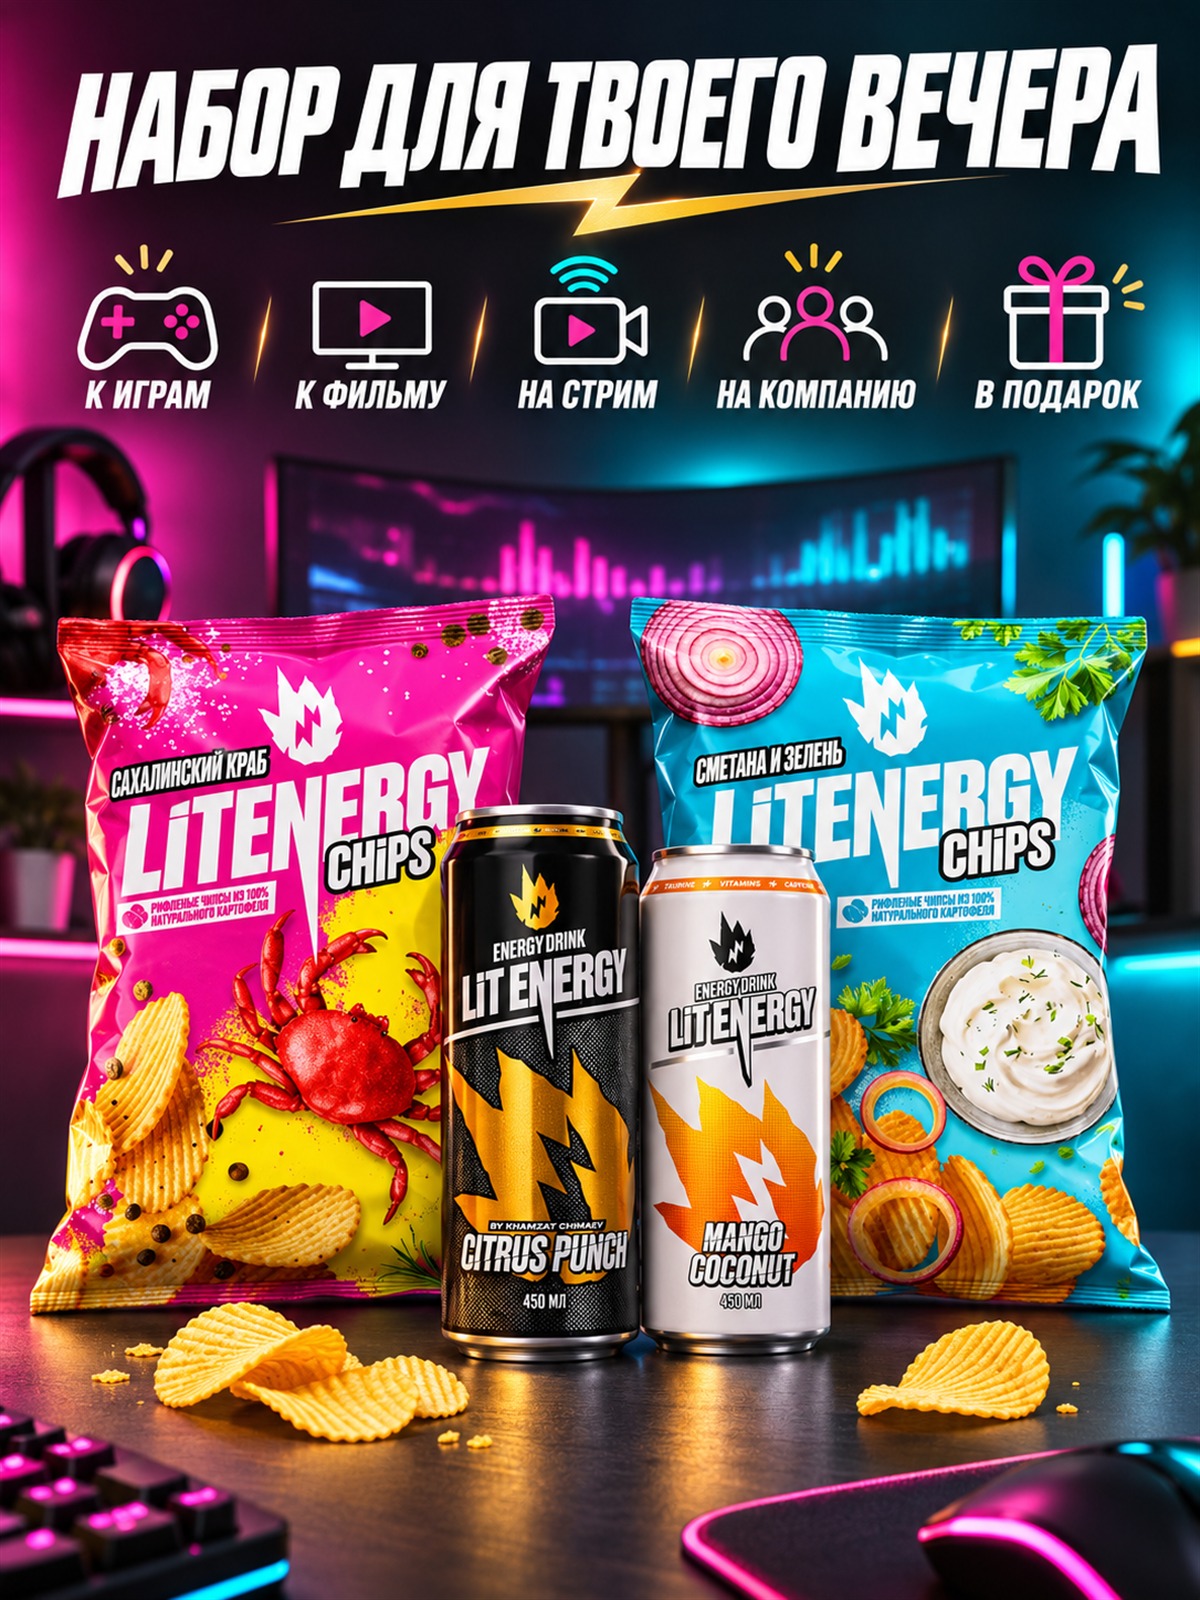 НАБОР ДЛЯ ТВОЕГО ВЕЧЕРА
К ИГРАМ
К ФИЛЬМУ
НА СТРИМ
НА КОМПАНИЮ
В ПОДАРОК
САХАЛИНСКИЙ КРАБ
LiTENERGY
CHiPS
РИФЛЕНЫЕ ЧИПСЫ ИЗ 100%
НАТУРАЛЬНОГО КАРТОФЕЛЯ
СМЕТАНА И ЗЕЛЕНЬ
LiTENERGY
CHiPS
РИФЛЕНЫЕ ЧИПСЫ ИЗ 100%
НАТУРАЛЬНОГО КАРТОФЕЛЯ
ENERGY DRINK
LiT ENERGY
BY KHAMZAT CHIMAEV
CITRUS PUNCH
450 МЛ
TAURINE VITAMINS
ENERGY DRINK
LiT ENERGY
MANGO
COCONUT
450 МЛ